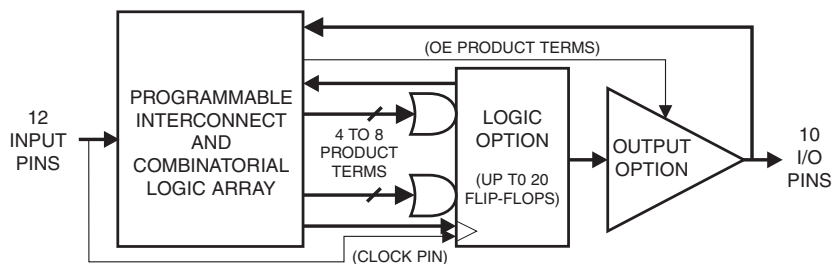 12
INPUT
PINS
PROGRAMMABLE
INTERCONNECT
AND
COMBINATORIAL
LOGIC ARRAY
(OE PRODUCT TERMS)
4 TO 8
PRODUCT
TERMS
LOGIC
OPTION
(UP T0 20
FLIP-FLOPS)
OUTPUT
OPTION
10
I/O
PINS
(CLOCK PIN)